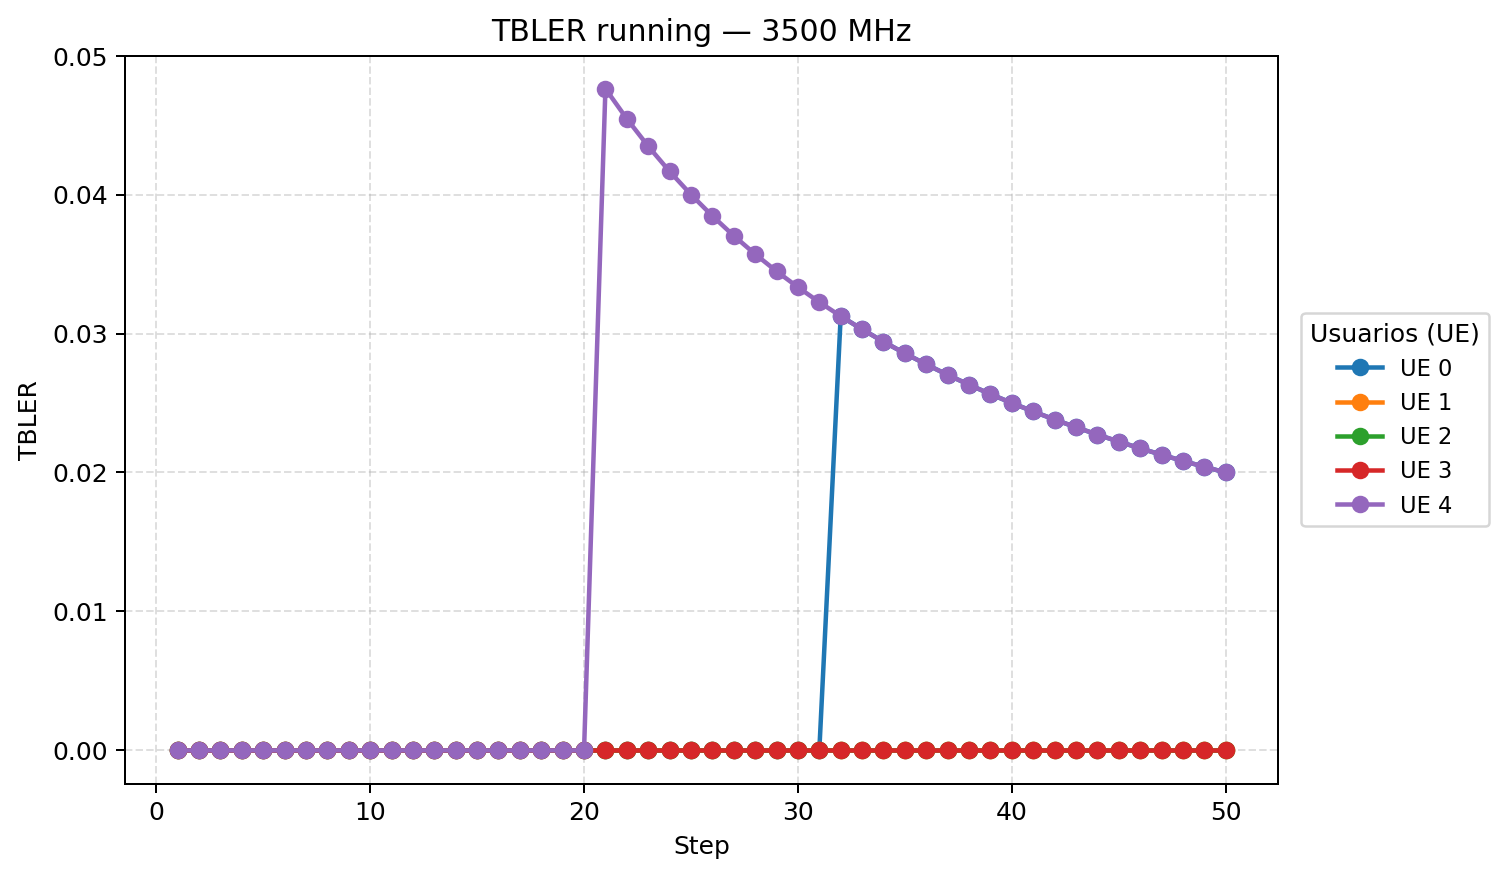 TBLER running — 3500 MHz
0.05
0.04
0.03
0.02
0.01
0.00
TBLER
0 10 20 30 40 50
Step
Usuarios (UE)
UE 0
UE 1
UE 2
UE 3
UE 4